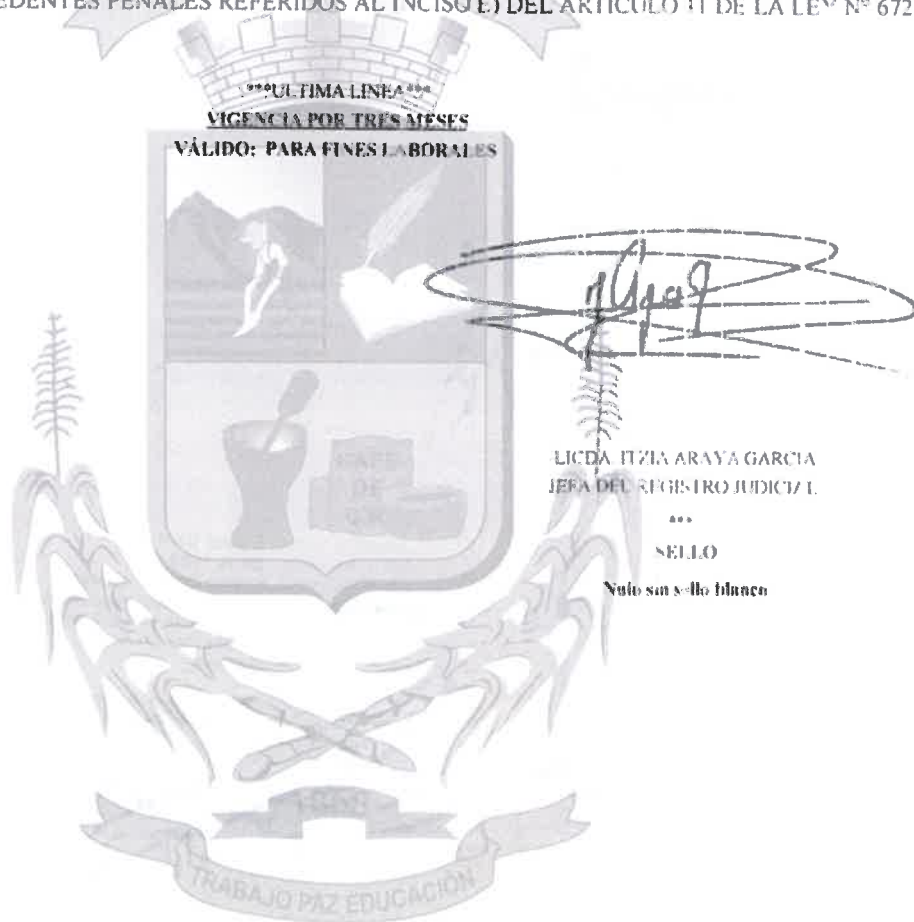 EDENTES PENALES REFERIDOS AL INCISO E) DEL ARTICULO 11 DE LA LEY N° 672
***ULTIMA LINEA***
VIGENCIA POR TRES MESES
VÁLIDO: PARA FINES LABORALES
CAFE
DE
LICDA. ITZIA ARAYA GARCIA
JEFA DEL REGISTRO JUDICIAL
***
SELLO
Nulo sin sello blanco
TRABAJO PAZ EDUCACIÓN